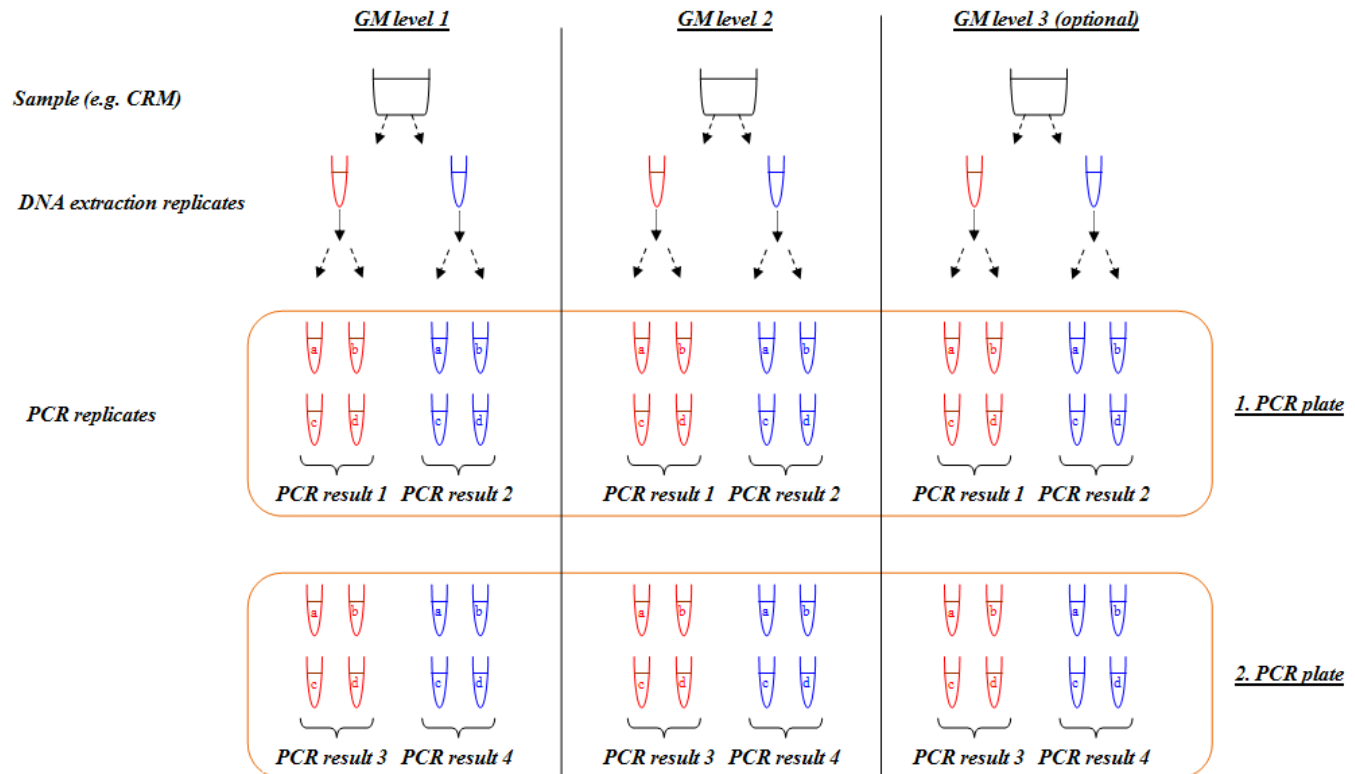 GM level 1
GM level 2
GM level 3 (optional)
Sample (e.g. CRM)
DNA extraction replicates
PCR replicates
a b a b a b a b a b a b
c d c d c d c d c d c d
1. PCR plate
PCR result 1 PCR result 2 PCR result 1 PCR result 2 PCR result 1 PCR result 2
a b a b a b a b a b a b
c d c d c d c d c d c d
2. PCR plate
PCR result 3 PCR result 4 PCR result 3 PCR result 4 PCR result 3 PCR result 4